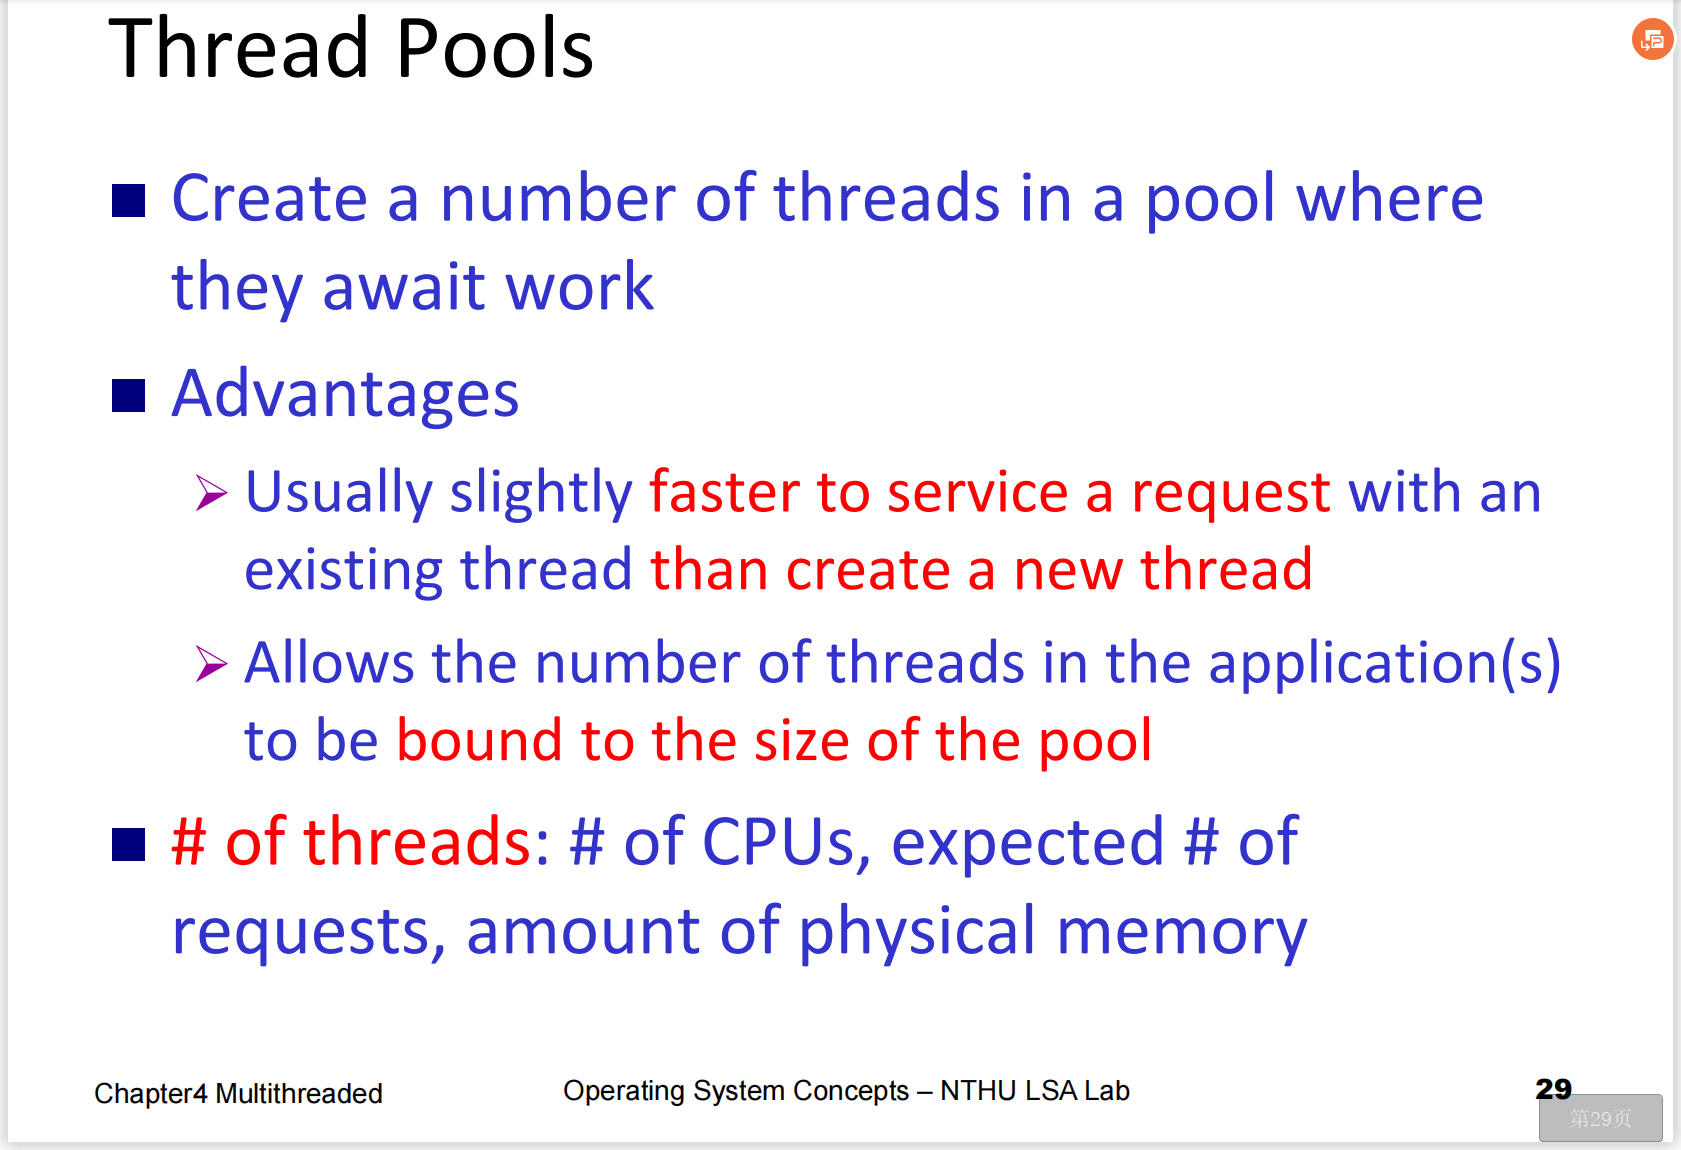 Thread Pools
Create a number of threads in a pool where
they await work
Advantages
Usually slightly faster to service a request with an
existing thread than create a new thread
Allows the number of threads in the application(s)
to be bound to the size of the pool
# of threads: # of CPUs, expected # of
requests, amount of physical memory
Chapter4 Multithreaded
Operating System Concepts – NTHU LSA Lab
29
第29页